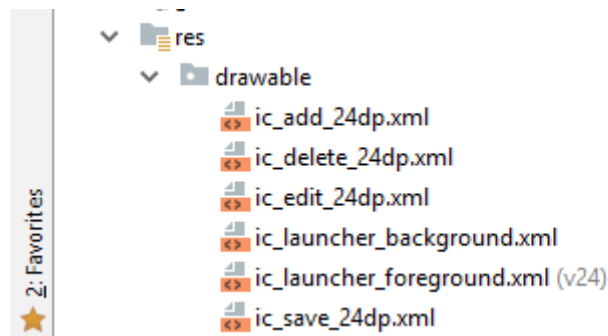 res
drawable
ic_add_24dp.xml
ic_delete_24dp.xml
ic_edit_24dp.xml
ic_launcher_background.xml
ic_launcher_foreground.xml (v24)
ic_save_24dp.xml
2: Favorites